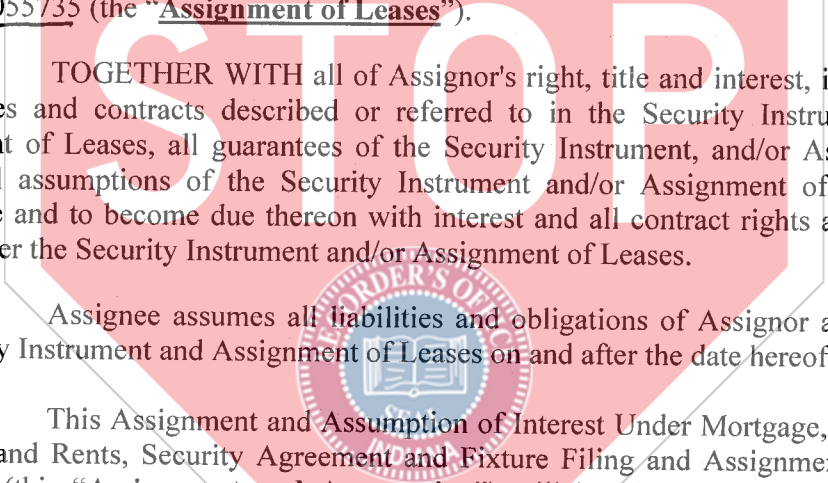 055735 (the “Assignment of Leases”).
STOP
TOGETHER WITH all of Assignor's right, title and interest, i
es and contracts described or referred to in the Security Instru
nt of Leases, all guarantees of the Security Instrument, and/or As
assumptions of the Security Instrument and/or Assignment of
e and to become due thereon with interest and all contract rights a
er the Security Instrument and/or Assignment of Leases.
RECORDER'S OFFICE
Assignee assumes all liabilities and obligations of Assignor a
y Instrument and Assignment of Leases on and after the date hereof
SEAL
INDIANA
This Assignment and Assumption of Interest Under Mortgage,
and Rents, Security Agreement and Fixture Filing and Assignme